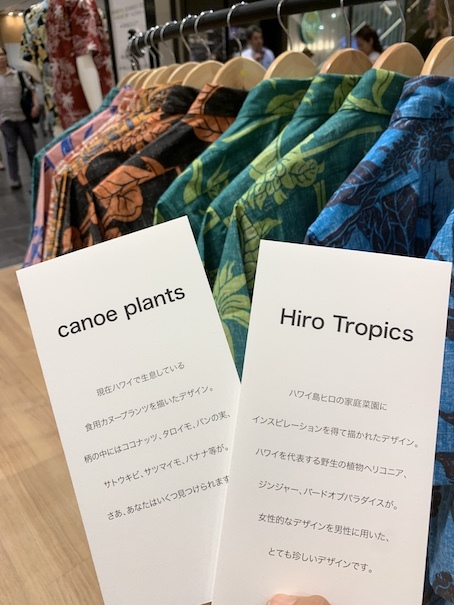 canoe plants
現在ハワイで生息している
食用カヌープランツを描いたデザイン。
柄の中にはココナッツ、タロイモ、パンの実、
サトウキビ、サツマイモ、バナナ等が。
さあ、あなたはいくつ見つけられます
Hiro Tropics
ハワイ島ヒロの家庭菜園に
インスピレーションを得て描かれたデザイン。
ハワイを代表する野生の植物ヘリコニア、
ジンジャー、バードオブパラダイスが。
女性的なデザインを男性に用いた、
とても珍しいデザインです。